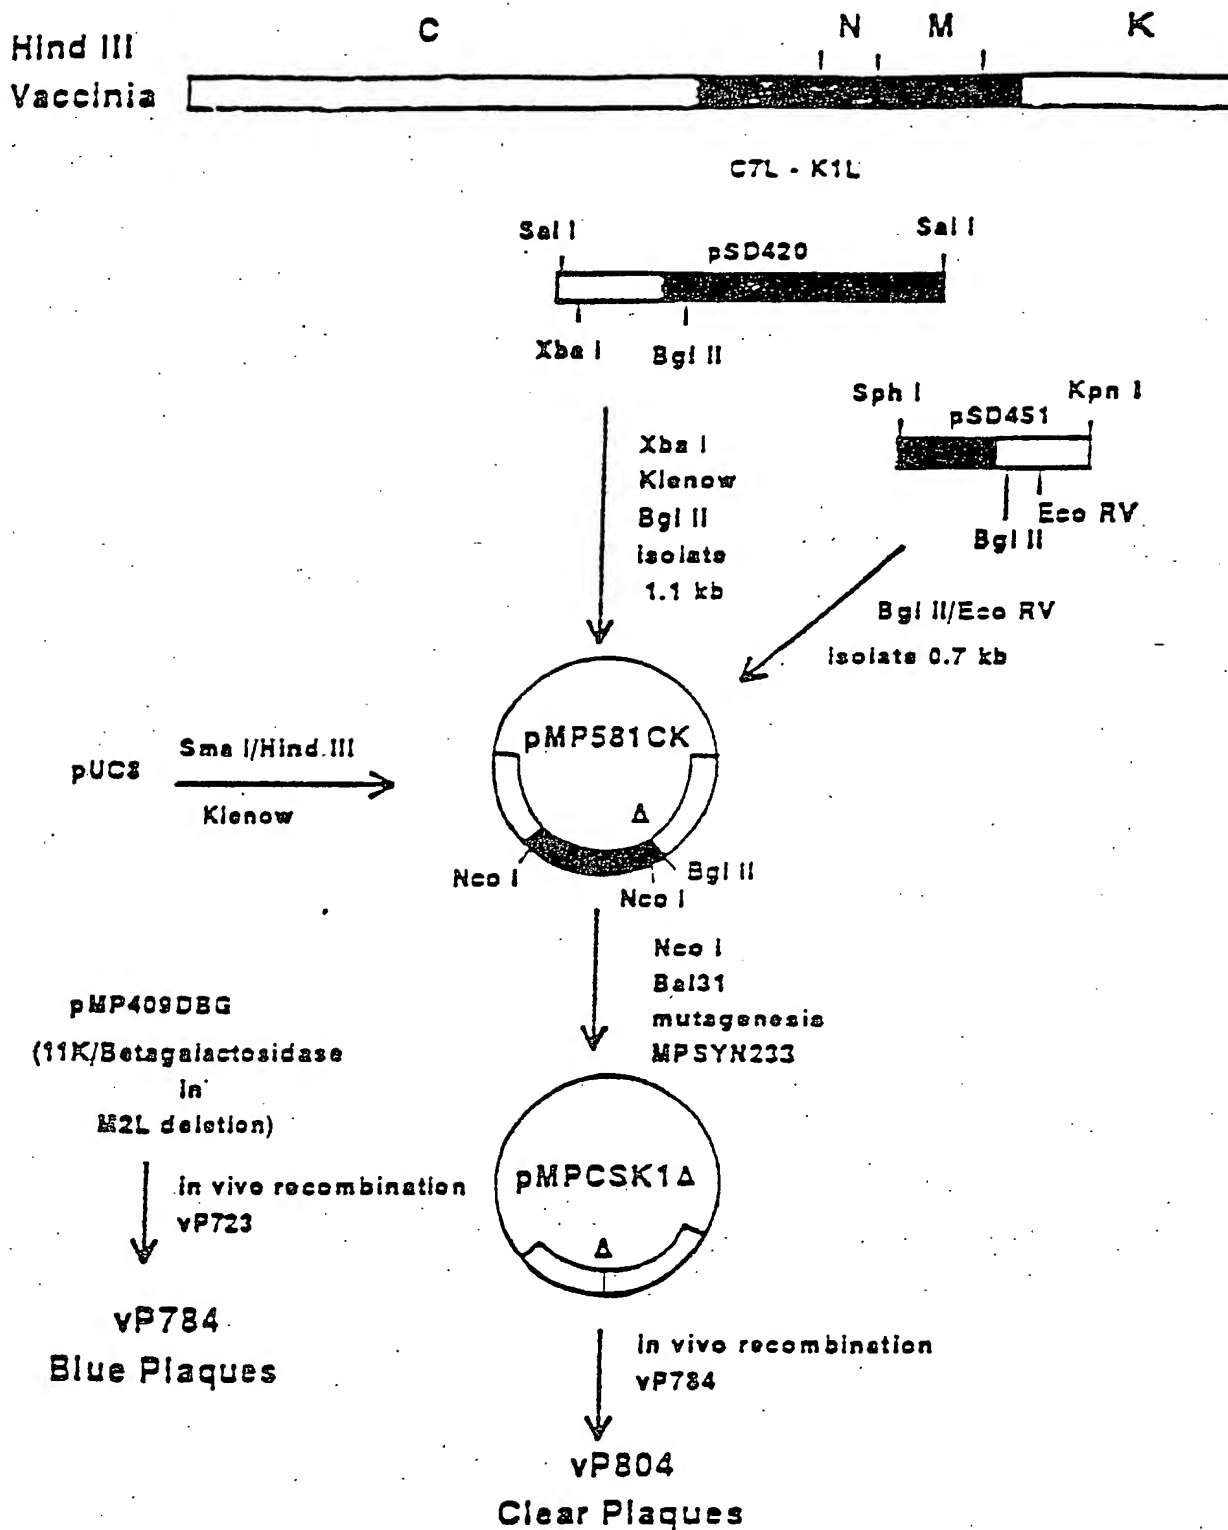 C N M K
Hind III
Vaccinia
C7L - K1L
Sal I Sal I
pSD420
Xba I Bgl II
Sph I Kpn I
pSD451
Eco RV
Bgl II
Xba I
Klenow
Bgl II
isolate
1.1 kb
Bgl II/Eco RV
isolate 0.7 kb
pMP581CK
Δ
pUC8
Sma I/Hind III
Klenow
Nco I
Nco I
Bgl II
Nco I
Bal31
mutagenesis
MPSYN233
pMP409DBG
(11K/Betagalactosidase
in
M2L deletion)
in vivo recombination
vP723
vP784
Blue Plaques
pMPCSK1Δ
Δ
in vivo recombination
vP784
vP804
Clear Plaques